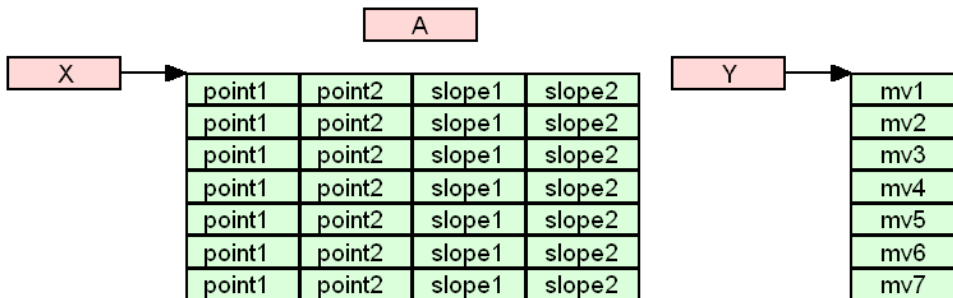 A
X Y
point1 point2 slope1 slope2 mv1
point1 point2 slope1 slope2 mv2
point1 point2 slope1 slope2 mv3
point1 point2 slope1 slope2 mv4
point1 point2 slope1 slope2 mv5
point1 point2 slope1 slope2 mv6
point1 point2 slope1 slope2 mv7